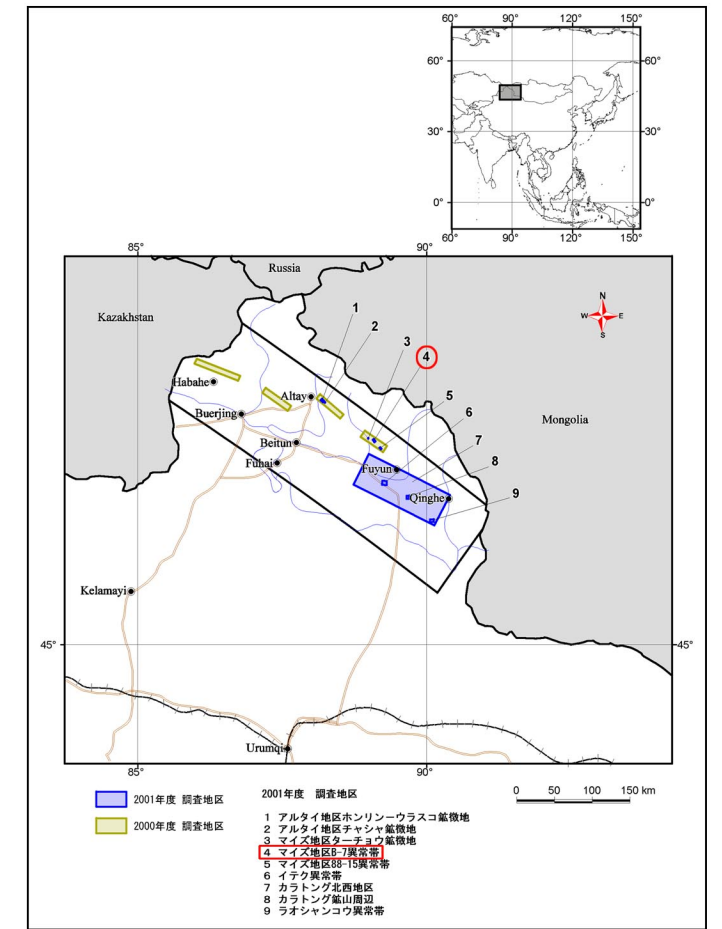 60° 90° 120° 150°
60° 60°
30° 30°
0° 0°
60° 90° 120° 150°
85° 90°
Russia
Kazakhstan
N
W E
S
1
2
3
4
5
6
7
8
9
Habahe
Altay
Buerjing
Mongolia
Beitun
Fuhai
Fuyun
Qinghe
Kelamayi
45° 45°
Urumqi
85° 90°
2001年度 調査地区
2000年度 調査地区
2001年度 調査地区
1 アルタイ地区ホンリンーウラスコ鉱徴地
2 アルタイ地区チャシャ鉱徴地
3 マイズ地区ターチョウ鉱徴地
4 マイズ地区B-7異常帯
5 マイズ地区88-15異常帯
6 イテク異常帯
7 カラトング北西地区
8 カラトング鉱山周辺
9 ラオシャンコウ異常帯
0 50 100 150 km